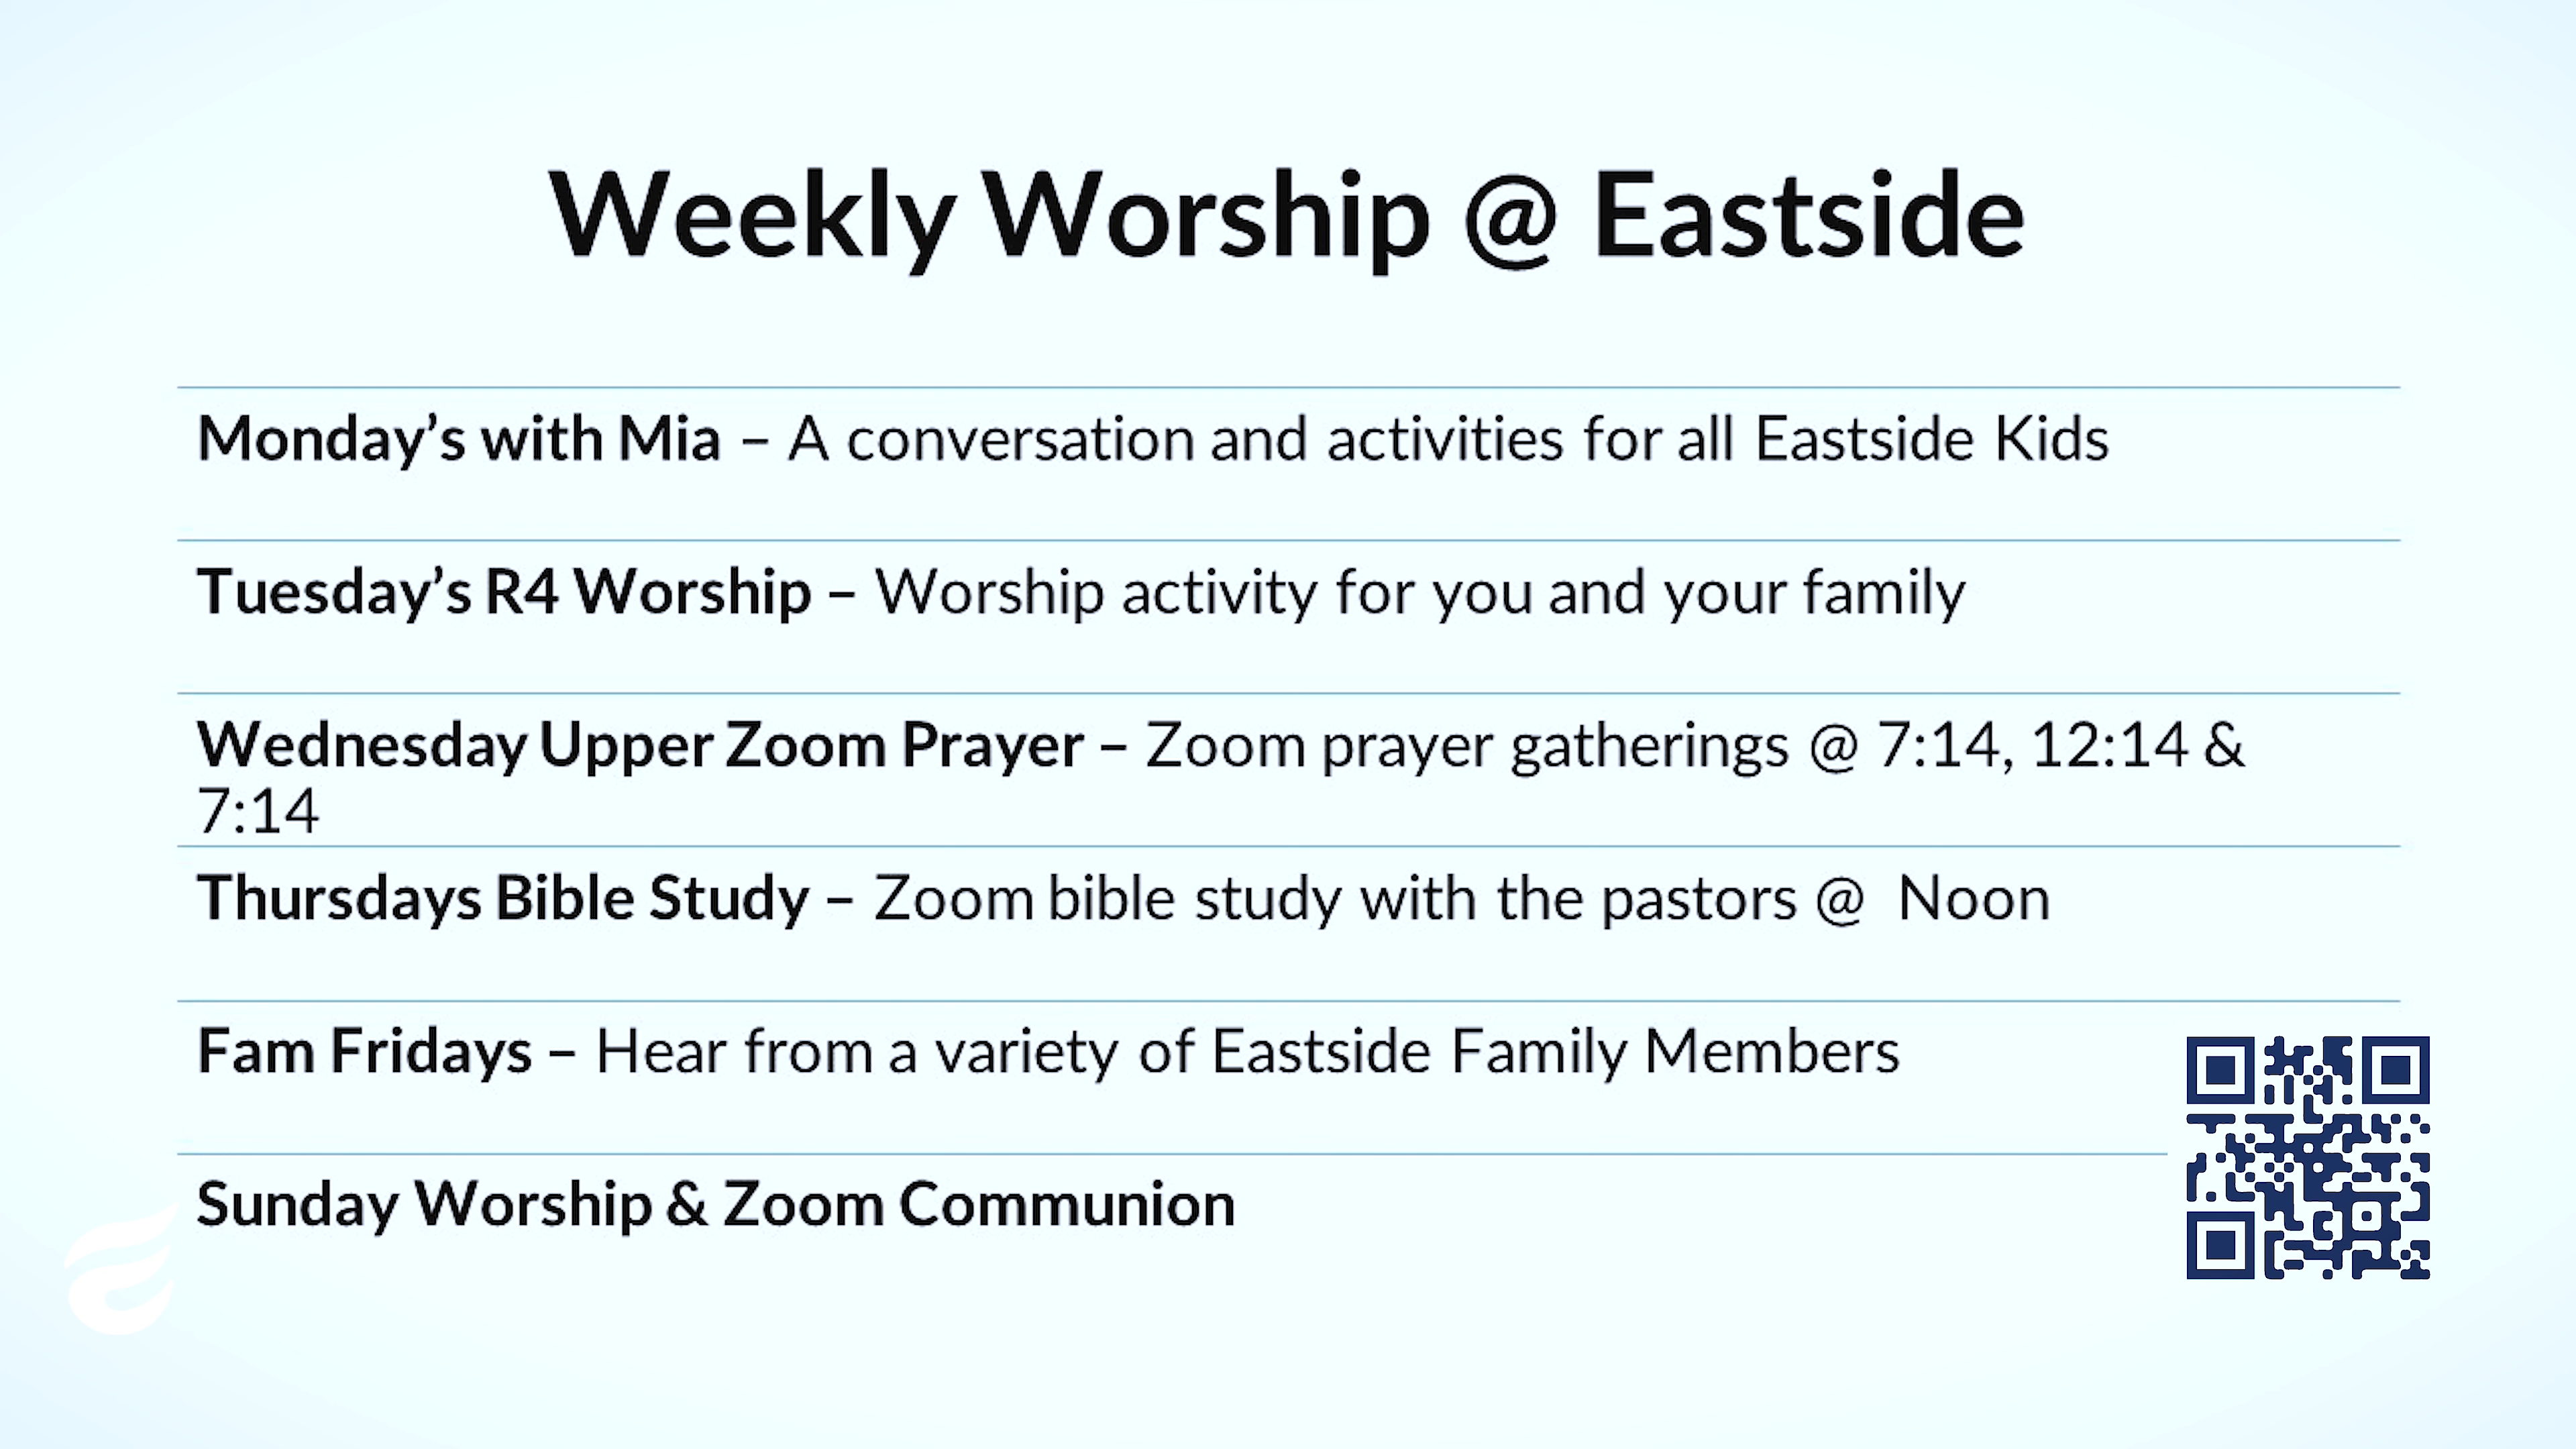 Weekly Worship @ Eastside
Monday’s with Mia – A conversation and activities for all Eastside Kids
Tuesday’s R4 Worship – Worship activity for you and your family
Wednesday Upper Zoom Prayer – Zoom prayer gatherings @ 7:14, 12:14 &
7:14
Thursdays Bible Study – Zoom bible study with the pastors @  Noon
Fam Fridays – Hear from a variety of Eastside Family Members
Sunday Worship & Zoom Communion